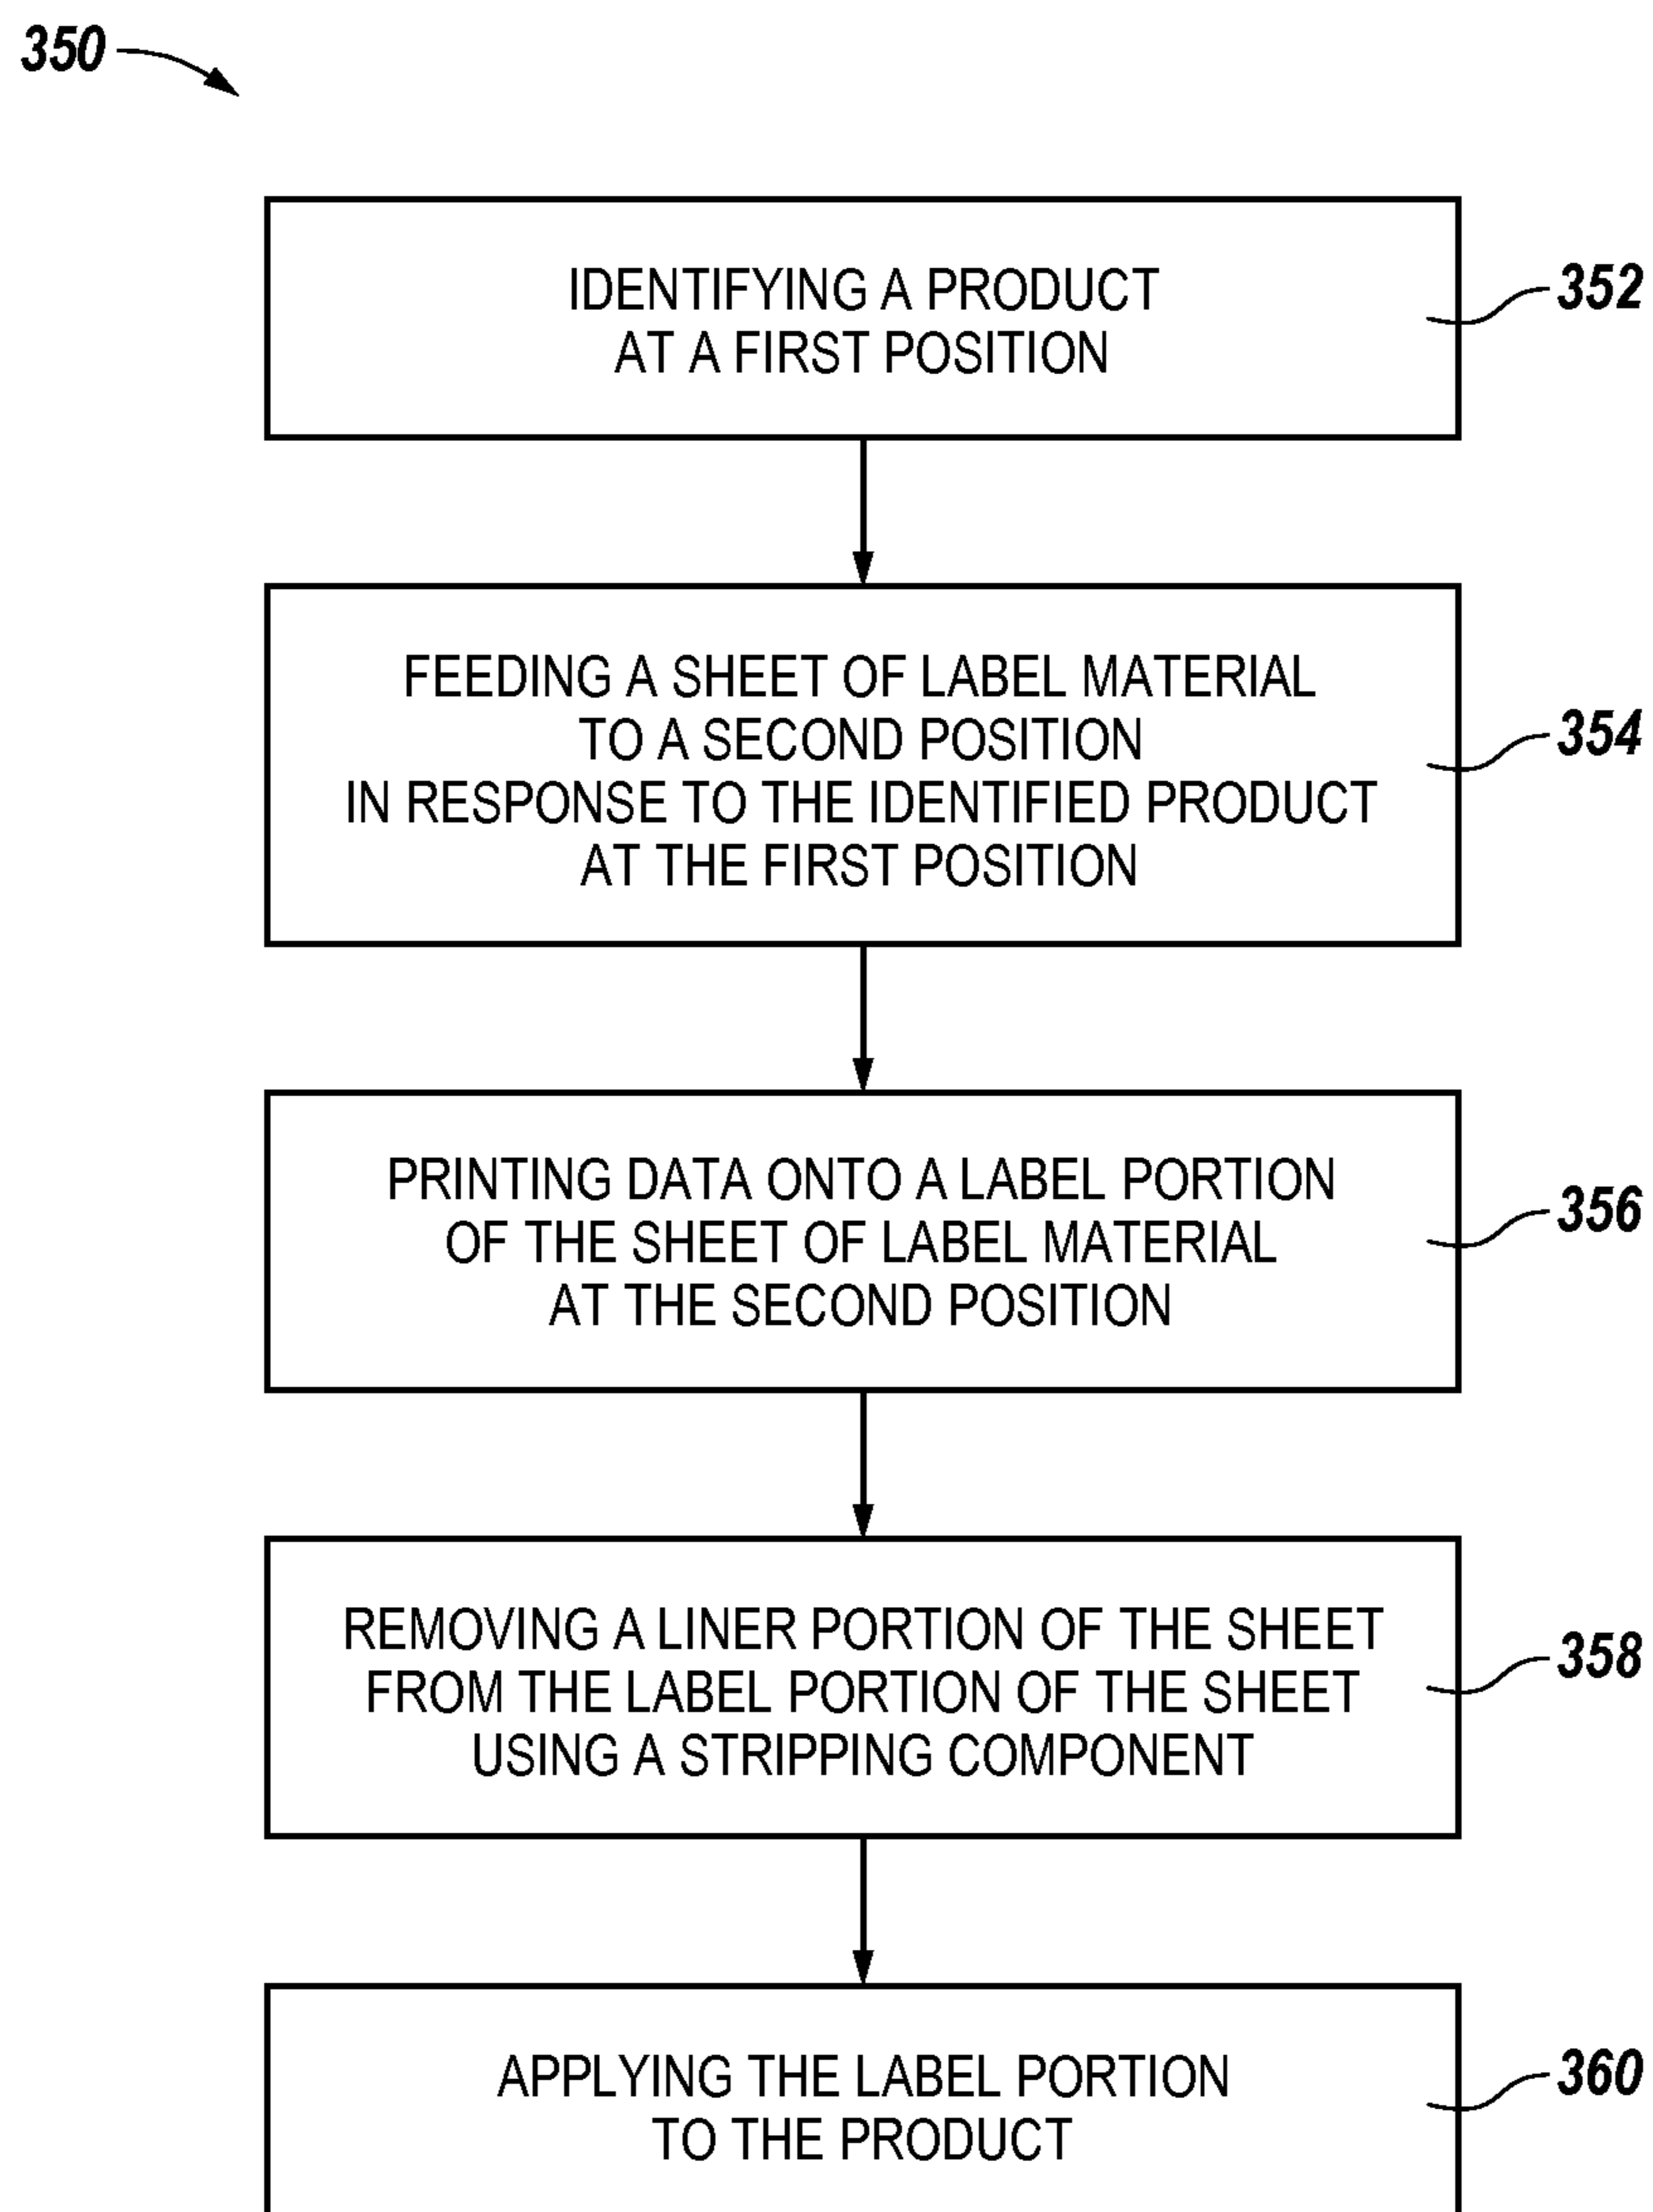 350
IDENTIFYING A PRODUCT
AT A FIRST POSITION
352
FEEDING A SHEET OF LABEL MATERIAL
TO A SECOND POSITION
IN RESPONSE TO THE IDENTIFIED PRODUCT
AT THE FIRST POSITION
354
PRINTING DATA ONTO A LABEL PORTION
OF THE SHEET OF LABEL MATERIAL
AT THE SECOND POSITION
356
REMOVING A LINER PORTION OF THE SHEET
FROM THE LABEL PORTION OF THE SHEET
USING A STRIPPING COMPONENT
358
APPLYING THE LABEL PORTION
TO THE PRODUCT
360